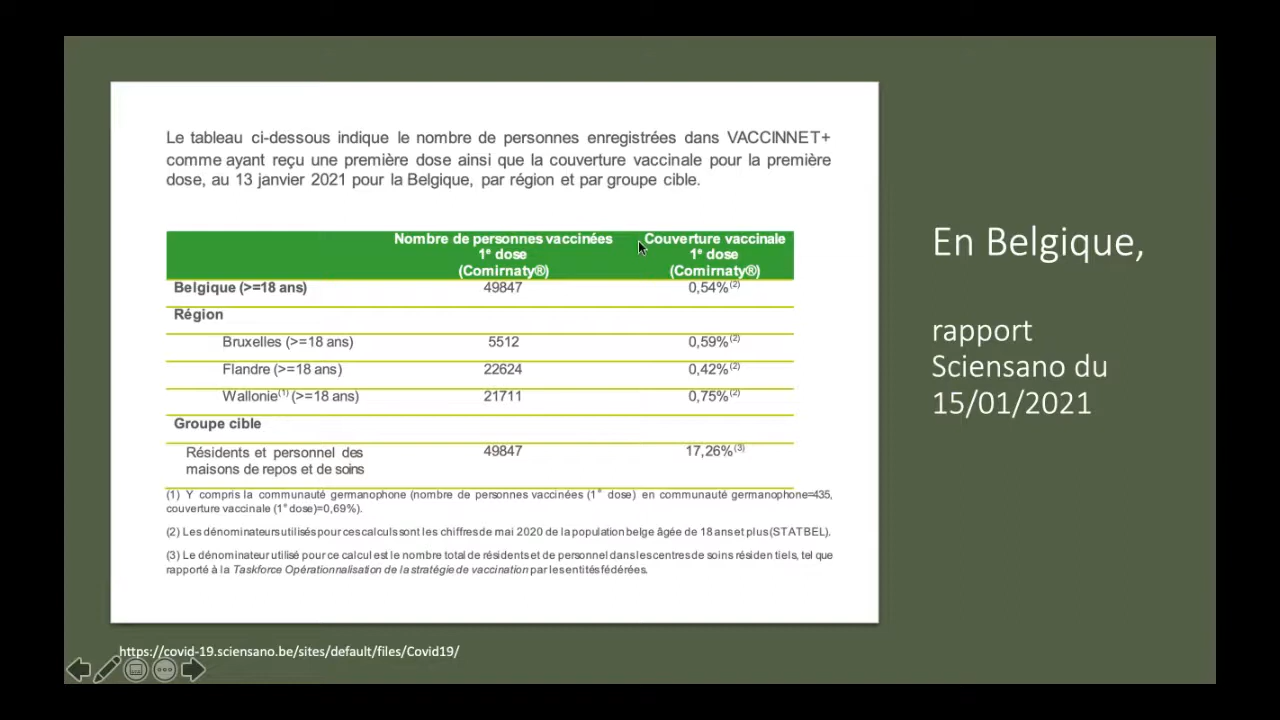 Le tableau ci-dessous indique le nombre de personnes enregistrées dans VACCINNET+
comme ayant reçu une première dose ainsi que la couverture vaccinale pour la première
dose, au 13 janvier 2021 pour la Belgique, par région et par groupe cible.
Nombre de personnes vaccinées Couverture vaccinale
1e dose 1e dose
(Comirnaty®) (Comirnaty®)
Belgique (>=18 ans) 49847 0,54%(2)
Région
Bruxelles (>=18 ans) 5512 0,59%(2)
Flandre (>=18 ans) 22624 0,42%(2)
Wallonie(1) (>=18 ans) 21711 0,75%(2)
Groupe cible
Résidents et personnel des 49847 17,26%(3)
maisons de repos et de soins
(1) Y compris la communauté germanophone (nombre de personnes vaccinées (1e dose) en communauté germanophone=435,
couverture vaccinale (1e dose)=0,69%).
(2) Les dénominateurs utilisés pour ces calculs sont les chiffres de mai 2020 de la population belge âgée de 18 ans et plus (STATBEL).
(3) Le dénominateur utilisé pour ce calcul est le nombre total de résidents et de personnel dans les centres de soins résiden tiels, tel que
rapporté à la Taskforce Opérationnalisation de la stratégie de vaccination par les entités fédérées.
En Belgique,
rapport
Sciensano du
15/01/2021
https://covid-19.sciensano.be/sites/default/files/Covid19/